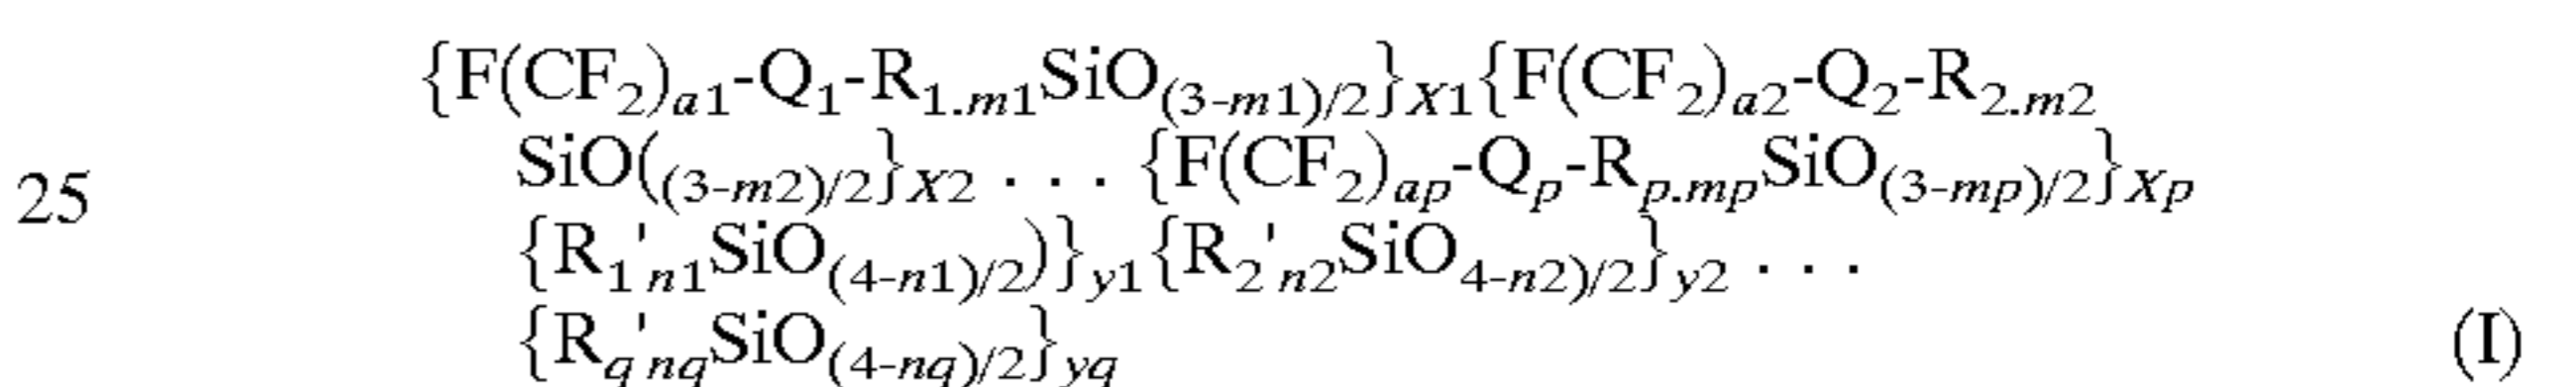 {F(CF₂)ₐ₁-Q₁-R₁.ₘ₁SiO₍₃₋ₘ₁₎/₂}X1{F(CF₂)ₐ₂-Q₂-R₂.ₘ₂
25 SiO(₍₍₃₋ₘ₂₎/₂}X2 . . . {F(CF₂)ₐₚ-Qₚ-Rₚ.ₘₚSiO₍₃₋ₘₚ₎/₂}Xp
{R₁'ₙ₁SiO₍₄₋ₙ₁₎/₂)}y1{R₂'ₙ₂SiO₄₋ₙ₂₎/₂}y2 . . .
{Rq'nqSiO(4-nq)/2}yq (I)